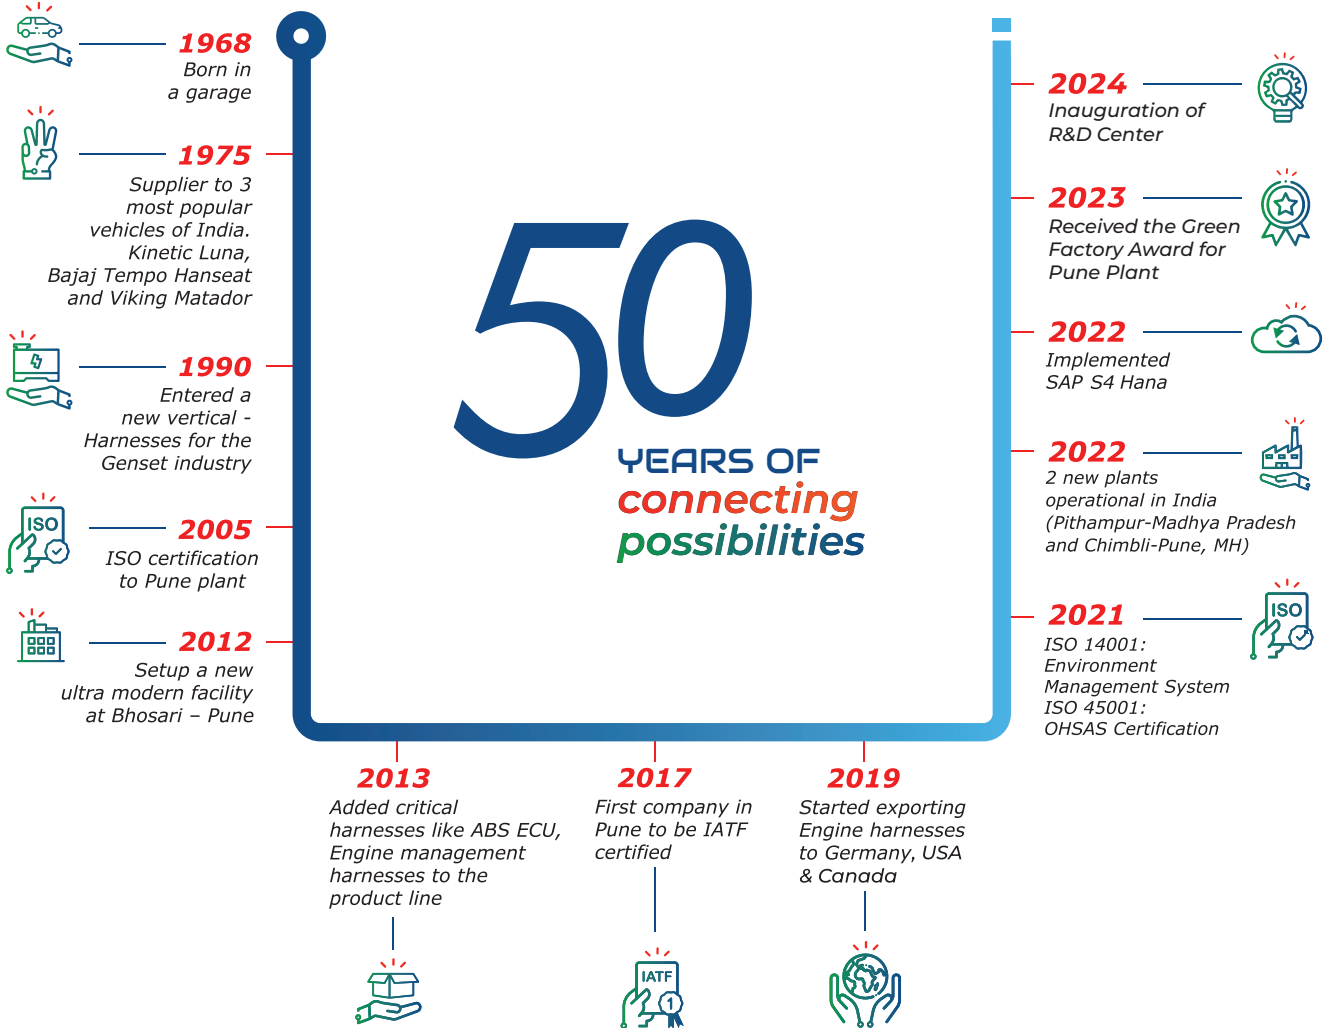 1968
Born in
a garage
1975
Supplier to 3
most popular
vehicles of India.
Kinetic Luna,
Bajaj Tempo Hanseat
and Viking Matador
1990
Entered a
new vertical -
Harnesses for the
Genset industry
ISO
2005
ISO certification
to Pune plant
2012
Setup a new
ultra modern facility
at Bhosari – Pune
50
YEARS OF
connecting
possibilities
2013
Added critical
harnesses like ABS ECU,
Engine management
harnesses to the
product line
2017
First company in
Pune to be IATF
certified
IATF
1
2019
Started exporting
Engine harnesses
to Germany, USA
& Canada
2024
Inauguration of
R&D Center
2023
Received the Green
Factory Award for
Pune Plant
2022
Implemented
SAP S4 Hana
2022
2 new plants
operational in India
(Pithampur-Madhya Pradesh
and Chimbli-Pune, MH)
2021
ISO 14001:
Environment
Management System
ISO 45001:
OHSAS Certification
ISO